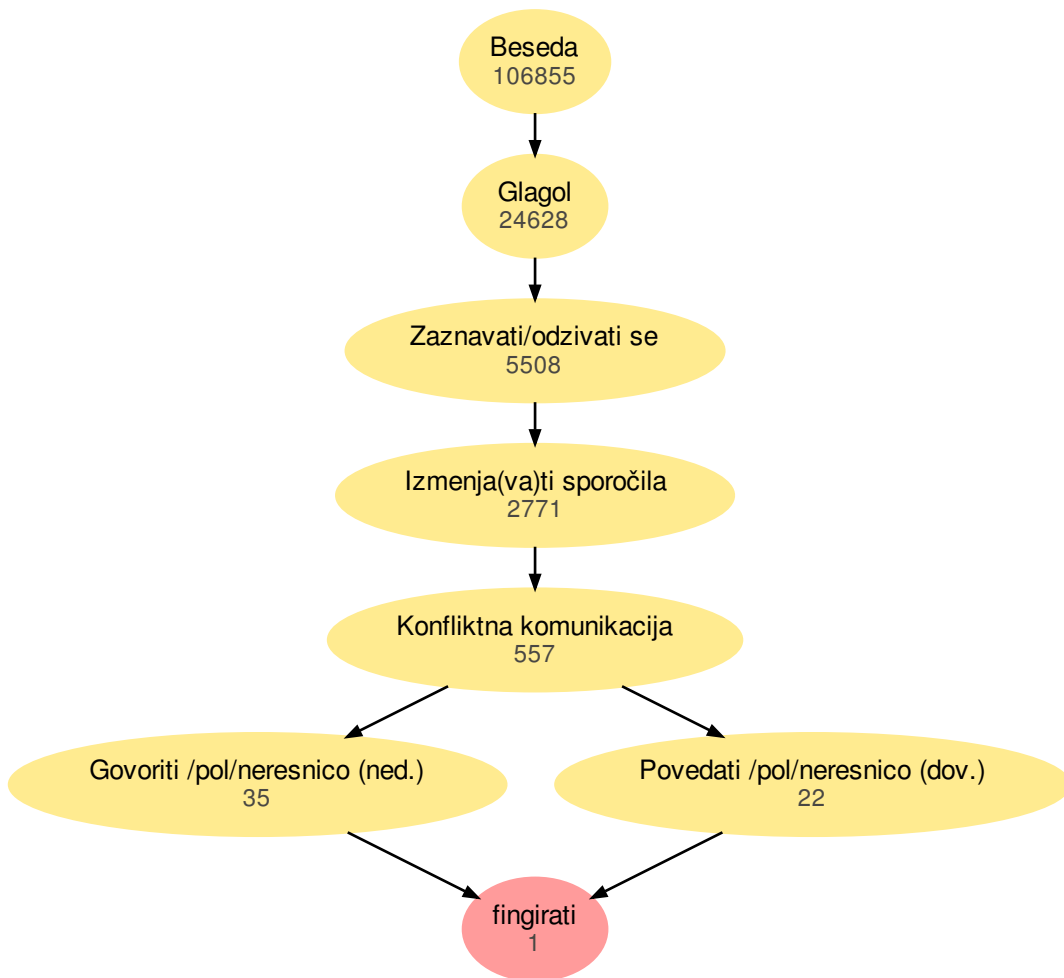 Beseda
106855
Glagol
24628
Zaznavati/odzivati se
5508
Izmenja(va)ti sporočila
2771
Konfliktna komunikacija
557
Govoriti /pol/neresnico (ned.)
35
Povedati /pol/neresnico (dov.)
22
fingirati
1